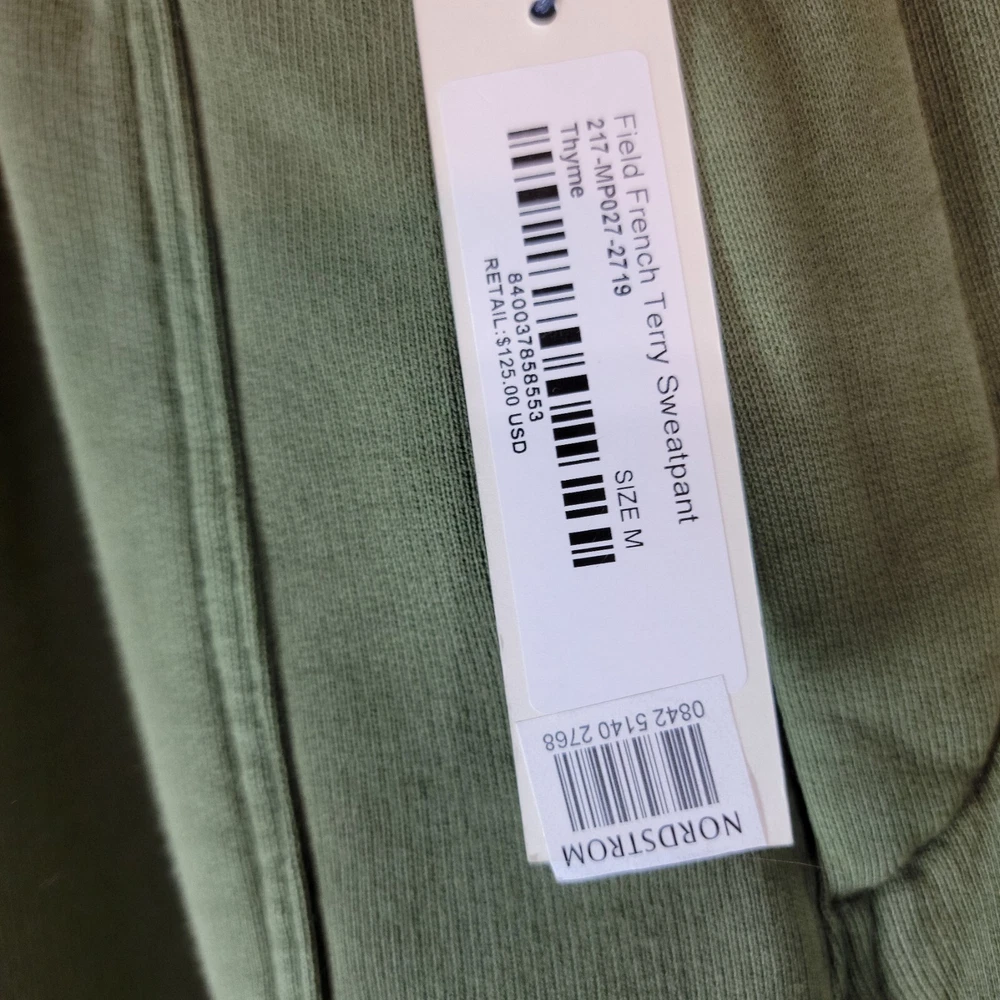 Field French Terry Sweatpant
217-MP027-2719
Thyme
SIZE M
840037858553
RETAIL:$125.00 USD
NORDSTROM
0842 5140 2768